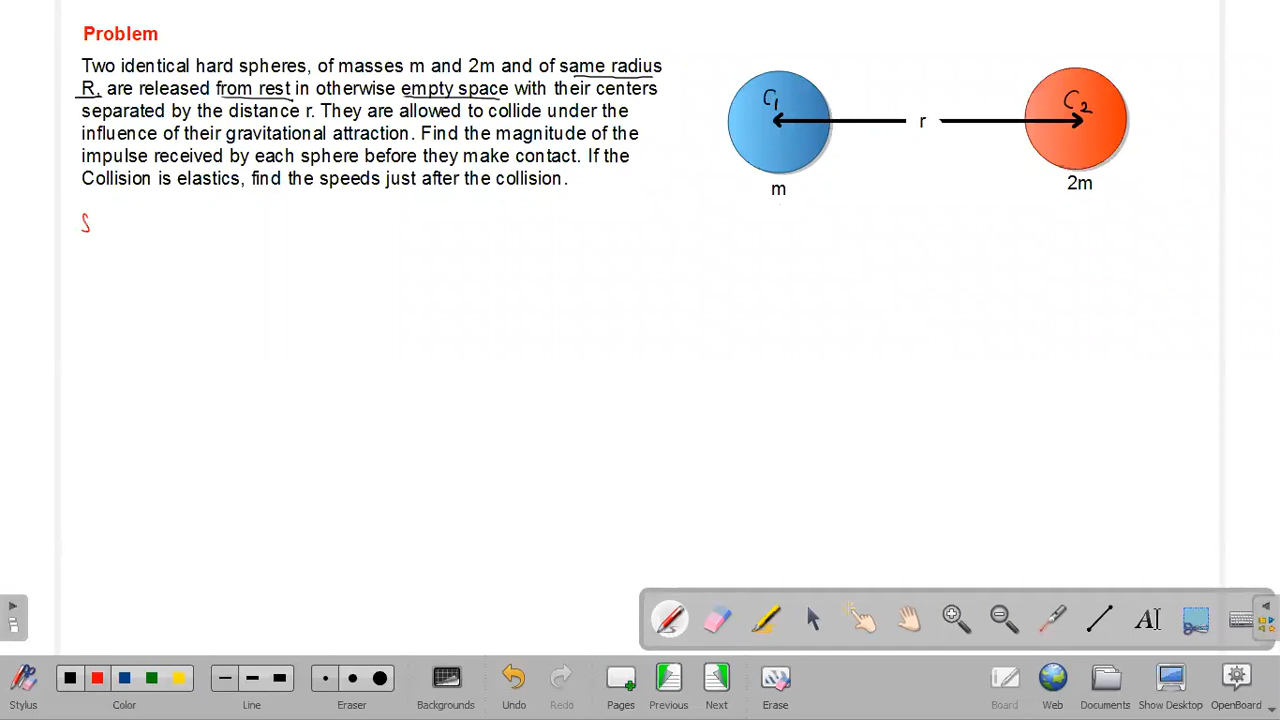 Problem
Two identical hard spheres, of masses m and 2m and of same radius
R, are released from rest in otherwise empty space with their centers
separated by the distance r. They are allowed to collide under the
influence of their gravitational attraction. Find the magnitude of the
impulse received by each sphere before they make contact. If the
Collision is elastics, find the speeds just after the collision.
C1
C2
r
m
2m
S
AI
Stylus
Color
Line
Eraser
Backgrounds
Undo
Redo
Pages
Previous
Next
Erase
Board
Web
Documents
Show Desktop
OpenBoard